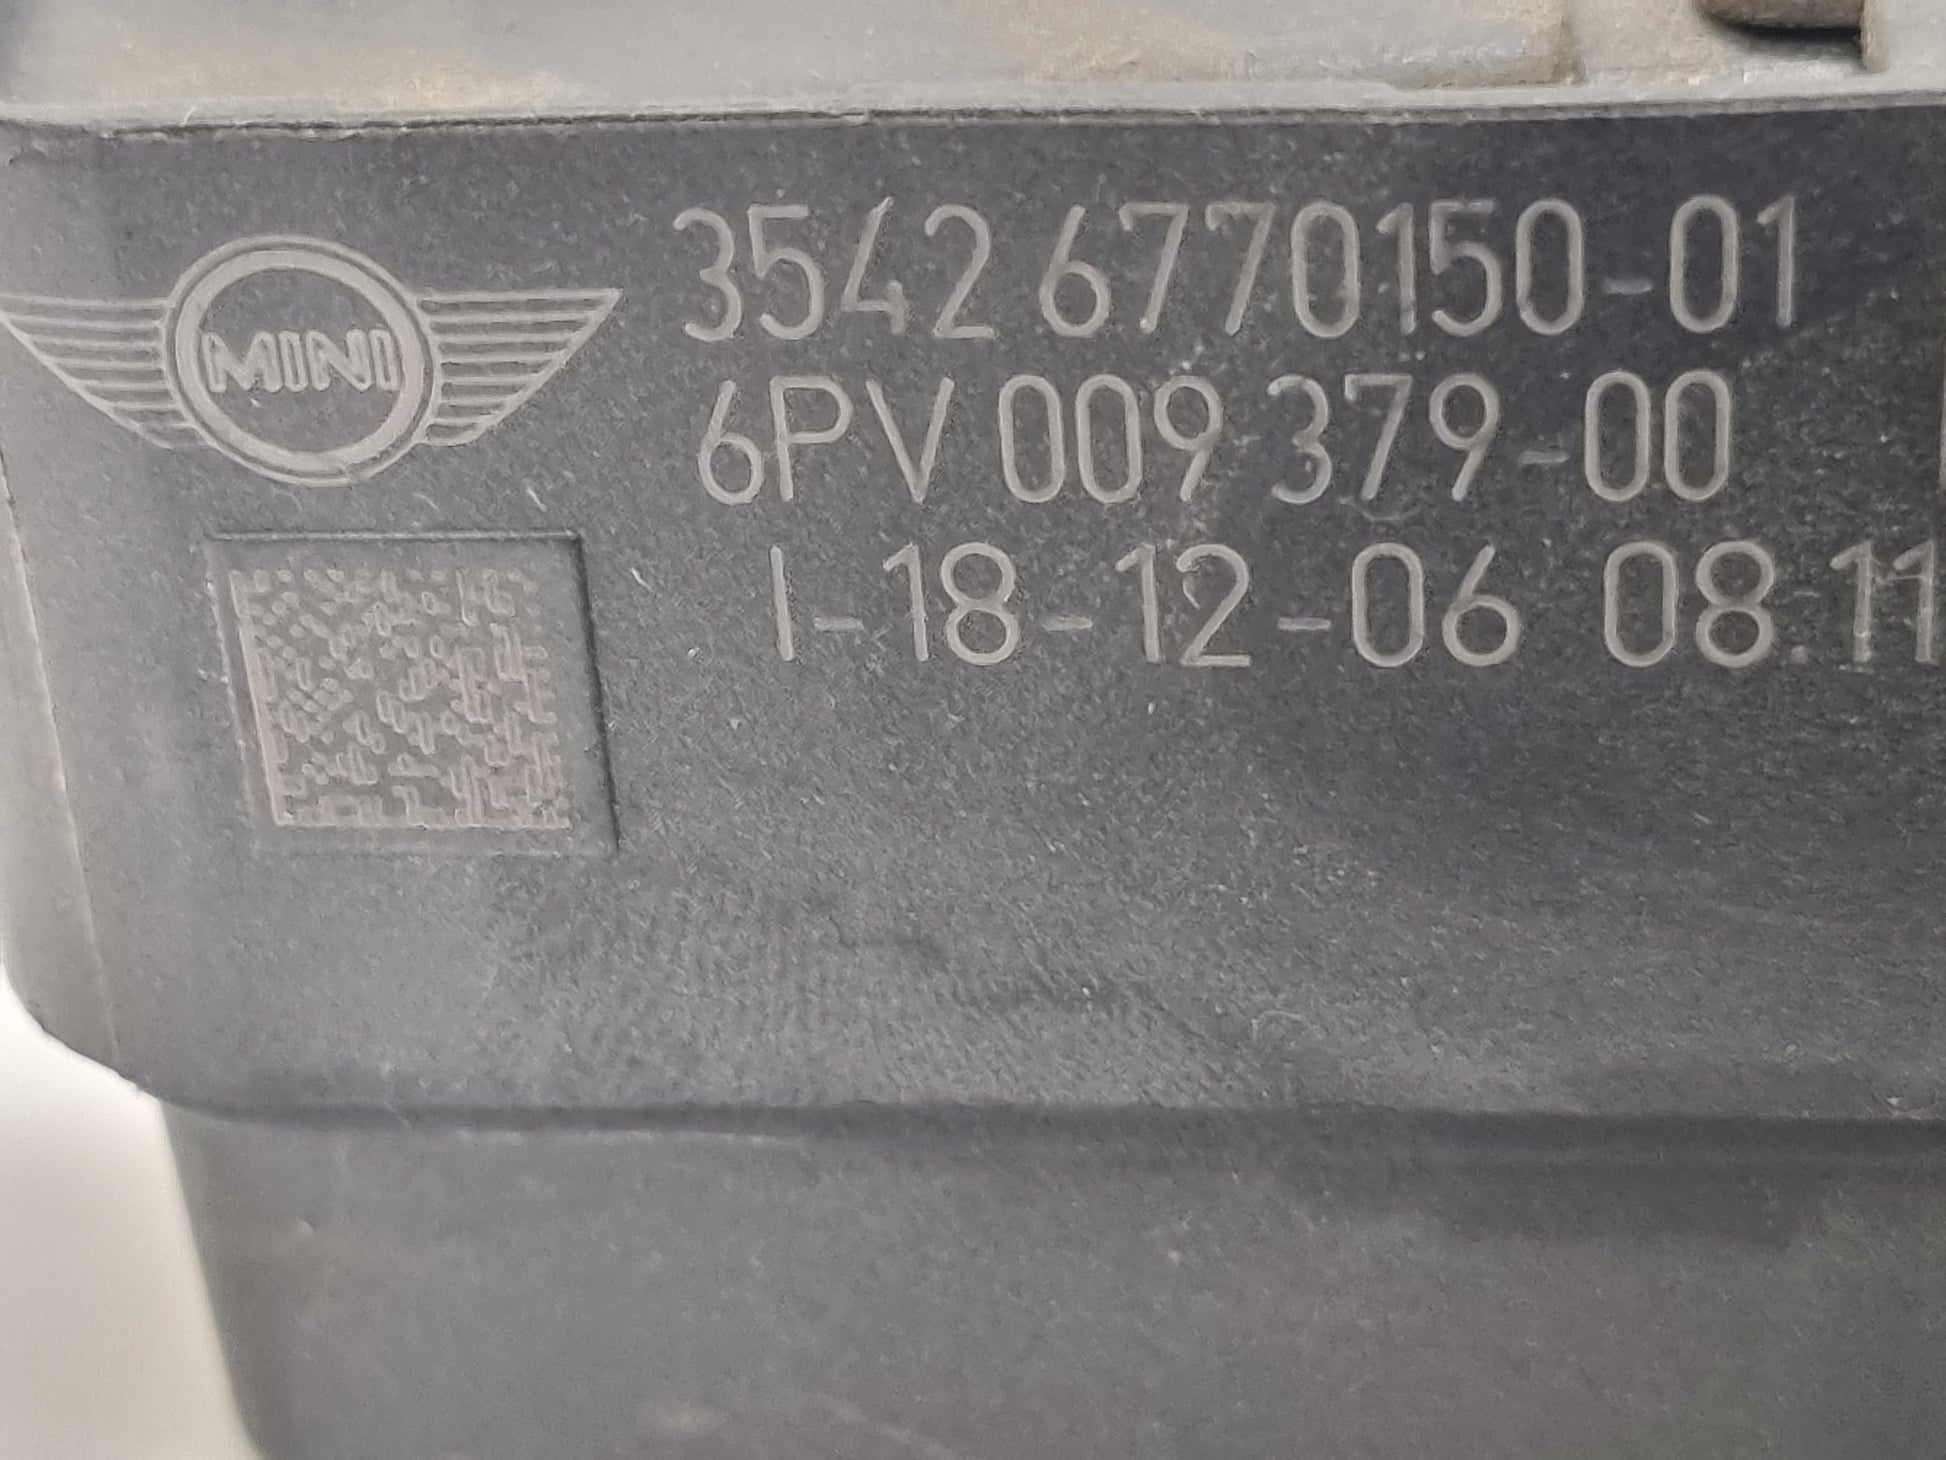 3542 6770150-01
MINI
6PV 009 379-00
I-18-12-06 08:11